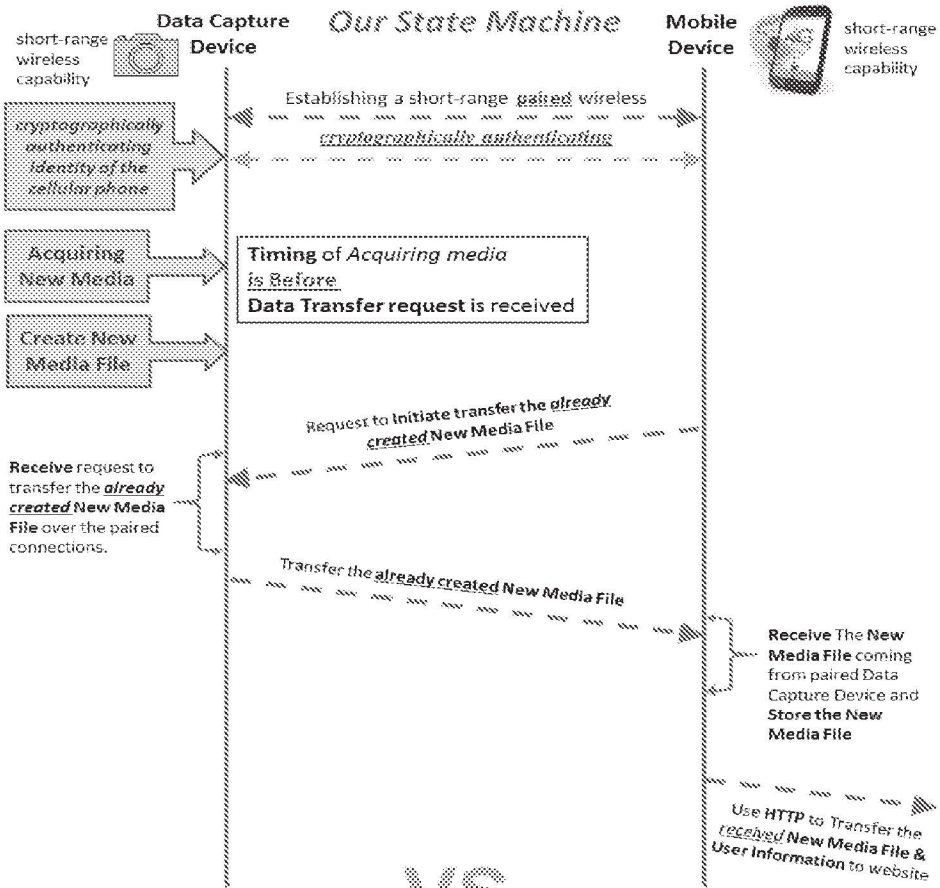 Our State Machine
Data Capture
Device
Mobile
Device
short-range
wireless
capability
short-range
wireless
capability
Establishing a short-range paired wireless
cryptographically authenticating
cryptographically
authenticating
identity of the
cellular phone
Acquiring
New Media
Timing of Acquiring media
is Before
Data Transfer request is received
Create New
Media File
Request to Initiate transfer the already
created New Media File
Receive request to
transfer the already
created New Media
File over the paired
connections.
Transfer the already created New Media File
Receive The New
Media File coming
from paired Data
Capture Device and
Store the New
Media File
Use HTTP to Transfer the
received New Media File &
User Information to website
VS